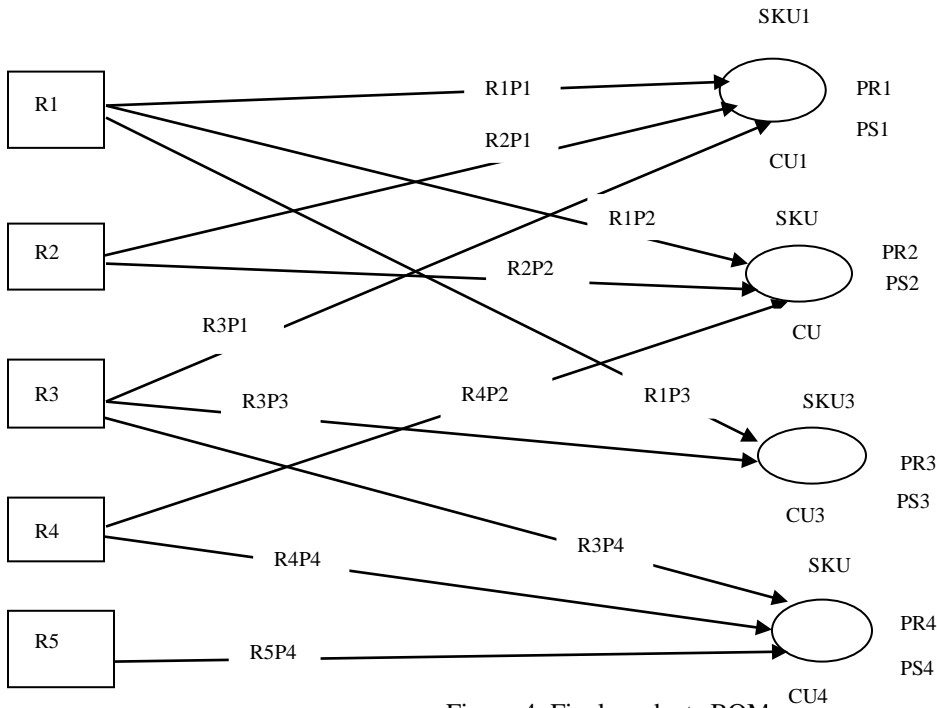 SKU1
R1
R1P1
PR1
R2P1
PS1
CU1
R2
R1P2
SKU
R2P2
PR2
PS2
R3P1
CU
R3
R3P3
R4P2
R1P3
SKU3
PR3
PS3
R4
CU3
R3P4
R4P4
SKU
R5
R5P4
PR4
PS4
CU4